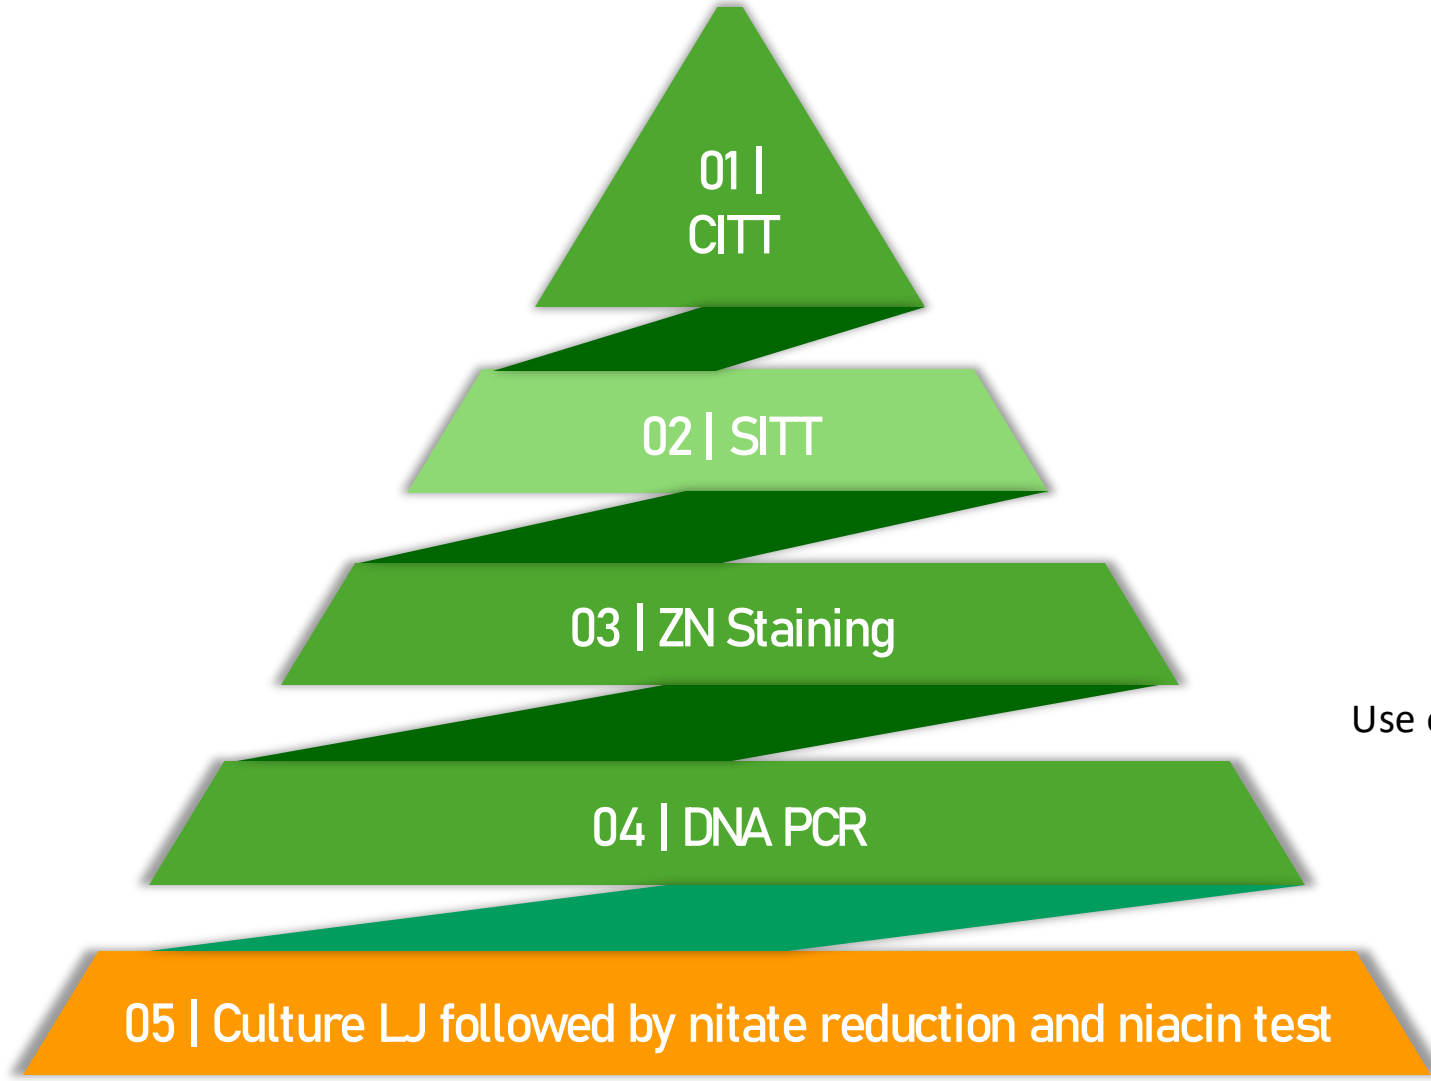 01 |
CITT
02 | SITT
03 | ZN Staining
Use
04 | DNA PCR
05 | Culture LJ followed by nitate reduction and niacin test